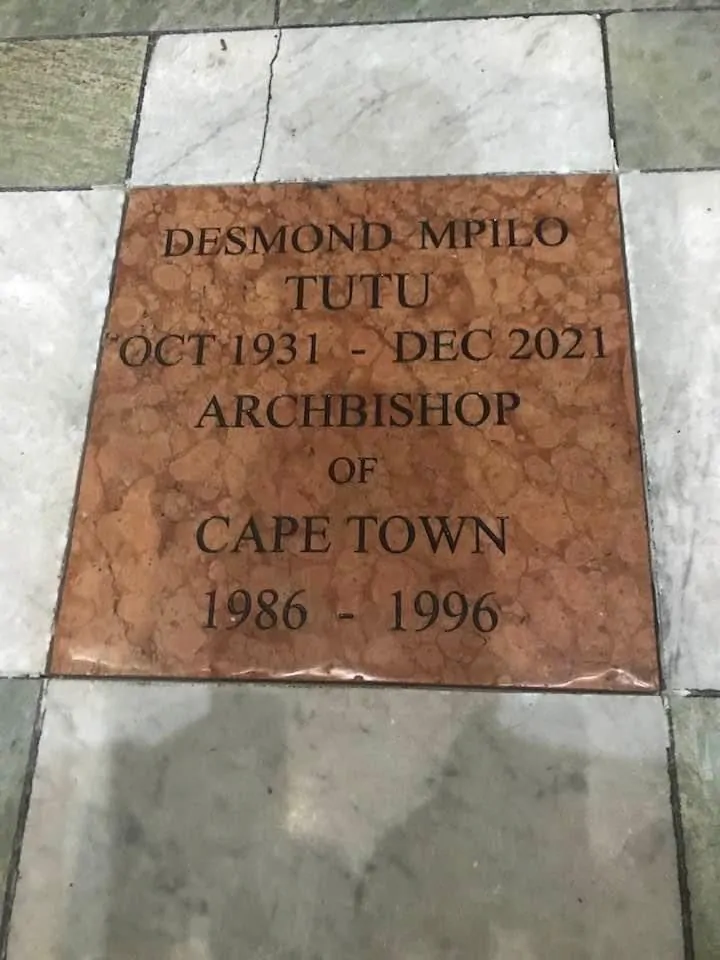 DESMOND MPILO
TUTU
OCT 1931 - DEC 2021
ARCHBISHOP
OF
CAPE TOWN
1986 - 1996